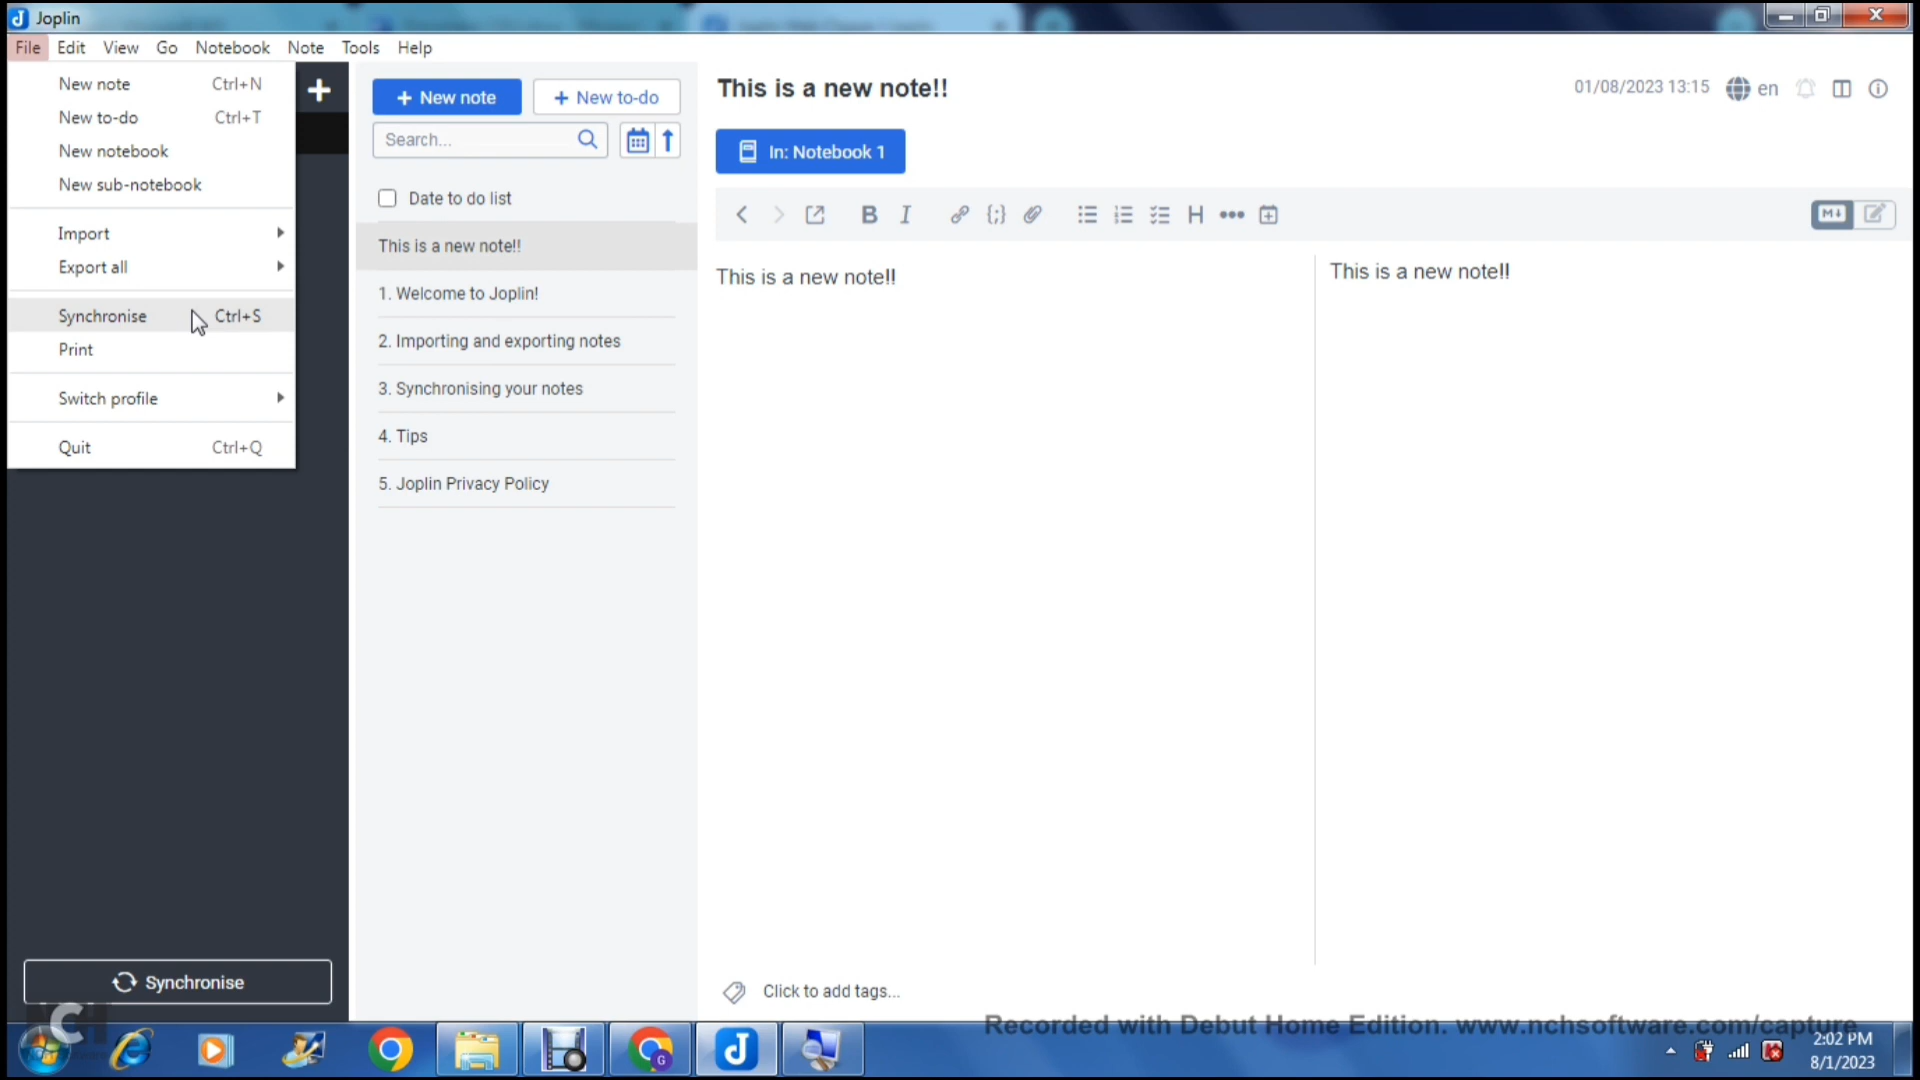 Joplin
File Edit View Go Notebook Note Tools Help
New note Ctrl+N
New to-do Ctrl+T
New notebook
New sub-notebook
Import
Export all
Synchronise Ctrl+S
Print
Switch profile
Quit Ctrl+Q
Synchronise
+ New note
+ New to-do
Search...
Date to do list
This is a new note!!
1. Welcome to Joplin!
2. Importing and exporting notes
3. Synchronising your notes
4. Tips
5. Joplin Privacy Policy
This is a new note!!
01/08/2023 13:15 en
In: Notebook 1
This is a new note!!
This is a new note!!
Click to add tags...
Recorded with Debut Home Edition. www.nchsoftware.com/capture
2:02 PM
8/1/2023